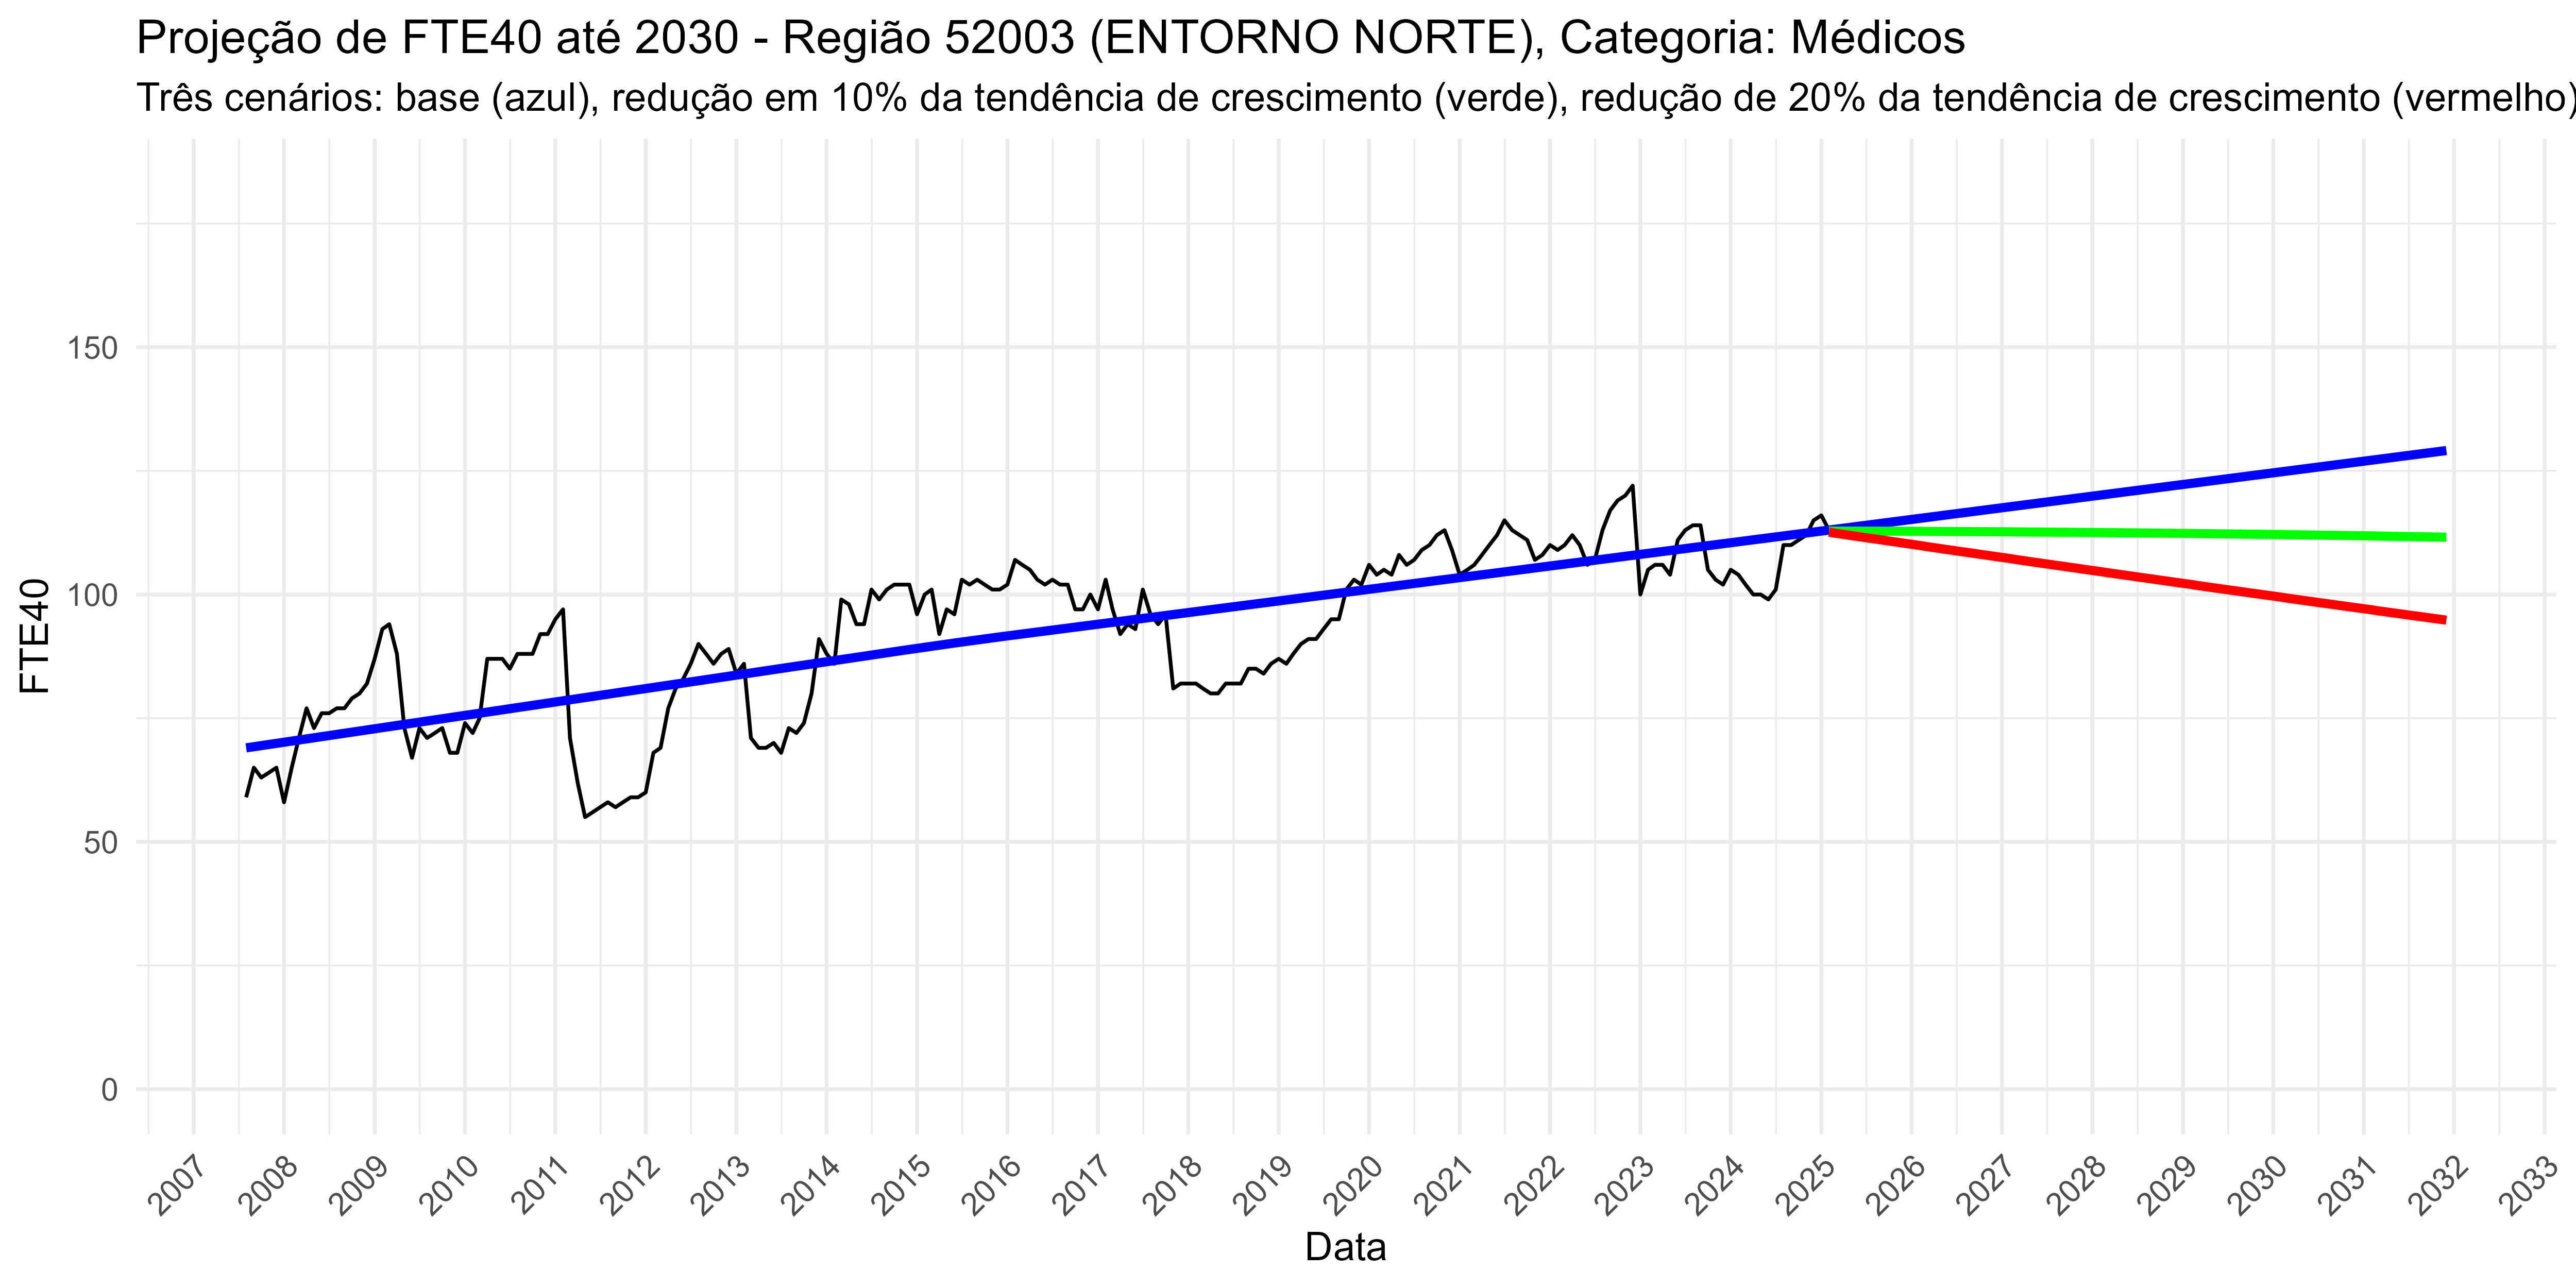 Projeção de FTE40 até 2030 - Região 52003 (ENTORNO NORTE), Categoria: Médicos
Três cenários: base (azul), redução em 10% da tendência de crescimento (verde), redução de 20% da tendência de crescimento (vermelho)
FTE40
150
100
50
0
2007 2008 2009 2010 2011 2012 2013 2014 2015 2016 2017 2018 2019 2020 2021 2022 2023 2024 2025 2026 2027 2028 2029 2030 2031 2032 2033
Data